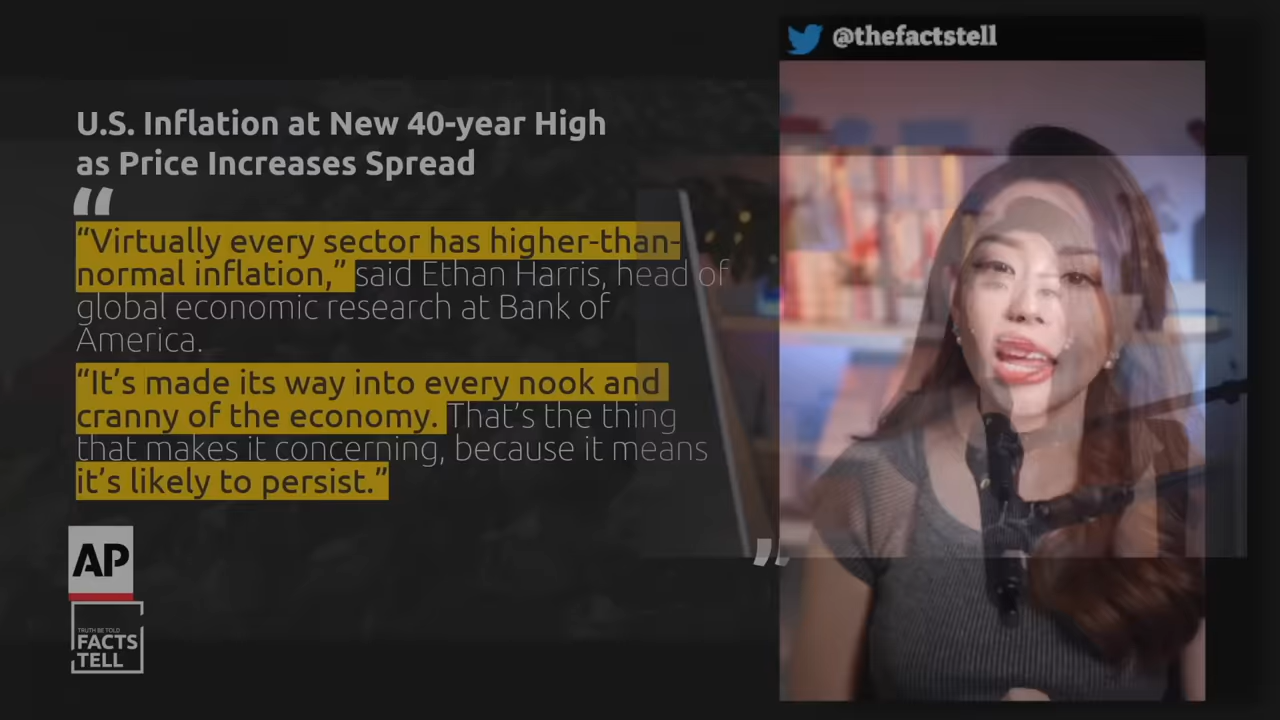 @thefactstell
U.S. Inflation at New 40-year High
as Price Increases Spread
“
“Virtually every sector has higher-than-
normal inflation,” said Ethan Harris, head of
global economic research at Bank of
America.
“It’s made its way into every nook and
cranny of the economy. That’s the thing
that makes it concerning, because it means
it’s likely to persist.”
”
AP
TRUTH BE TOLD
FACTS
TELL